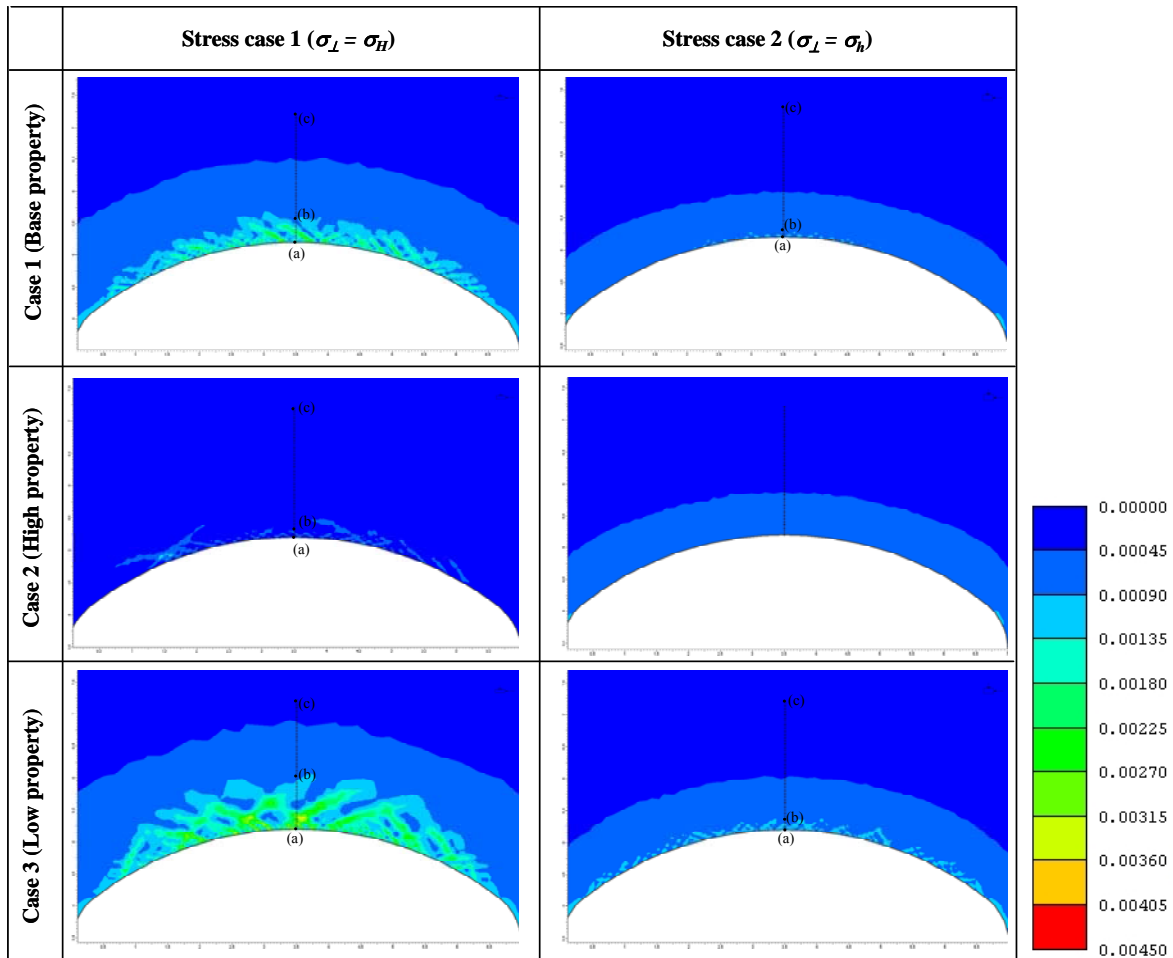 Stress case 1 (σ⊥ = σH)
Stress case 2 (σ⊥ = σh)
Case 1 (Base property)
(c)
(b)
(a)
(c)
(b)
(a)
Case 2 (High property)
(c)
(b)
(a)
Case 3 (Low property)
(c)
(b)
(a)
(c)
(b)
(a)
0.00000
0.00045
0.00090
0.00135
0.00180
0.00225
0.00270
0.00315
0.00360
0.00405
0.00450